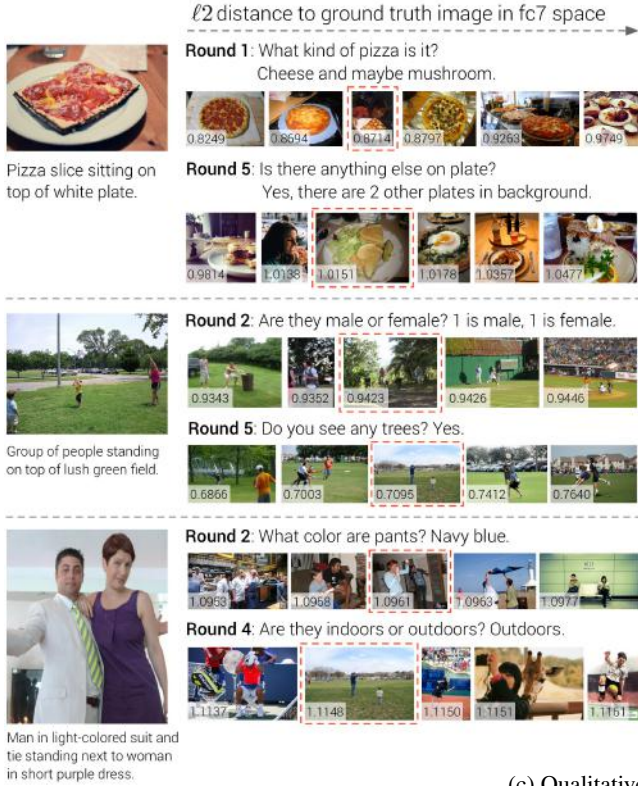 ℓ2 distance to ground truth image in fc7 space
Round 1: What kind of pizza is it?
Cheese and maybe mushroom.
0.8249 0.8694 0.8714 0.8797 0.9263 0.9749
Pizza slice sitting on
top of white plate.
Round 5: Is there anything else on plate?
Yes, there are 2 other plates in background.
0.9814 1.0138 1.0151 1.0178 1.0357 1.0477
Round 2: Are they male or female? 1 is male, 1 is female.
0.9343 0.9352 0.9423 0.9426 0.9446
Round 5: Do you see any trees? Yes.
Group of people standing
on top of lush green field.
0.6866 0.7003 0.7095 0.7412 0.7640
Round 2: What color are pants? Navy blue.
1.0953 1.0958 1.0961 1.0963 1.0977
Round 4: Are they indoors or outdoors? Outdoors.
1.1137 1.1148 1.1150 1.1151 1.1161
Man in light-colored suit and
tie standing next to woman
in short purple dress.
(c) Qualitative